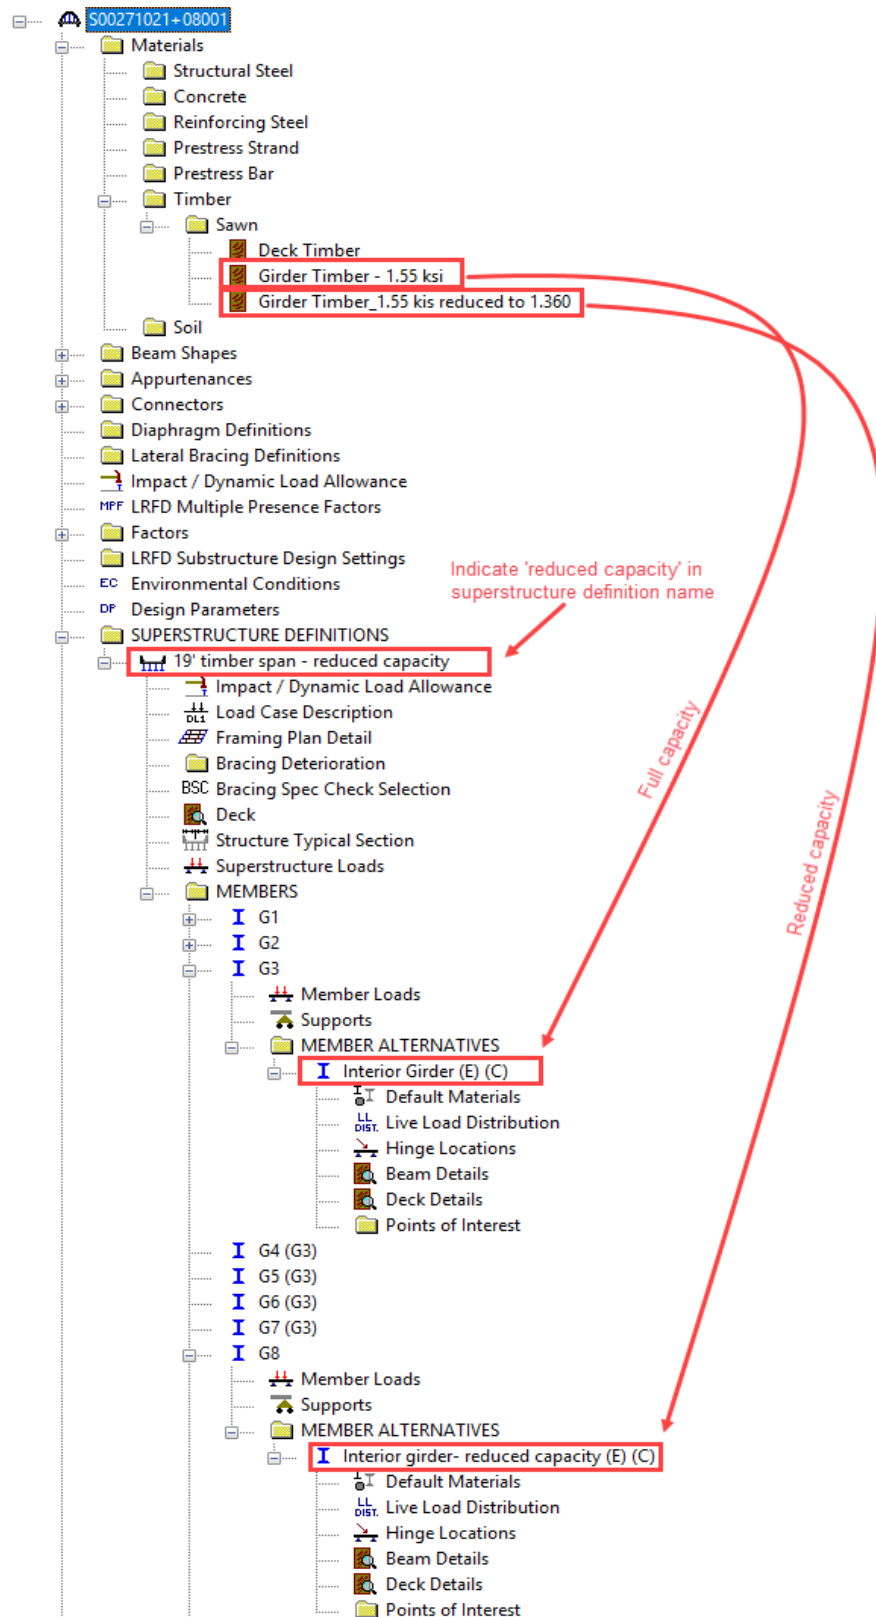 S00271021+08001
Materials
Structural Steel
Concrete
Reinforcing Steel
Prestress Strand
Prestress Bar
Timber
Sawn
Deck Timber
Girder Timber - 1.55 ksi
Girder Timber_1.55 kis reduced to 1.360
Soil
Beam Shapes
Appurtenances
Connectors
Diaphragm Definitions
Lateral Bracing Definitions
Impact / Dynamic Load Allowance
MPF LRFD Multiple Presence Factors
Factors
LRFD Substructure Design Settings
EC Environmental Conditions
DP Design Parameters
Indicate 'reduced capacity' in
superstructure definition name
SUPERSTRUCTURE DEFINITIONS
19' timber span - reduced capacity
Impact / Dynamic Load Allowance
DL1 Load Case Description
Framing Plan Detail
Bracing Deterioration
BSC Bracing Spec Check Selection
Deck
Structure Typical Section
Superstructure Loads
Full capacity
Reduced capacity
MEMBERS
G1
G2
G3
Member Loads
Supports
MEMBER ALTERNATIVES
Interior Girder (E) (C)
Default Materials
LL DIST. Live Load Distribution
Hinge Locations
Beam Details
Deck Details
Points of Interest
G4 (G3)
G5 (G3)
G6 (G3)
G7 (G3)
G8
Member Loads
Supports
MEMBER ALTERNATIVES
Interior girder- reduced capacity (E) (C)
Default Materials
LL DIST. Live Load Distribution
Hinge Locations
Beam Details
Deck Details
Points of Interest